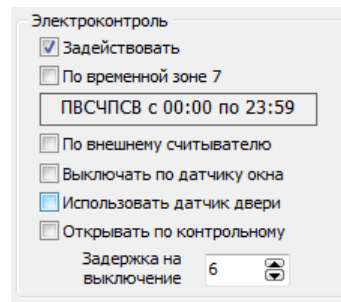 Электроконтроль
Задействовать
По временной зоне 7
ПВСЧПСВ с 00:00 по 23:59
По внешнему считывателю
Выключать по датчику окна
Использовать датчик двери
Открывать по контрольному
Задержка на
выключение 6